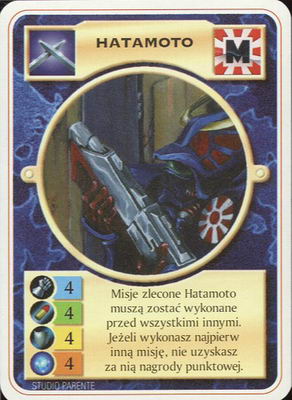 HATAMOTO
M
4
4
4
4
Misje zlecone Hatamoto
muszą zostać wykonane
przed wszystkimi innymi.
Jeżeli wykonasz najpierw
inną misję, nie uzyskasz
za nią nagrody punktowej.
STUDIO PARENTE